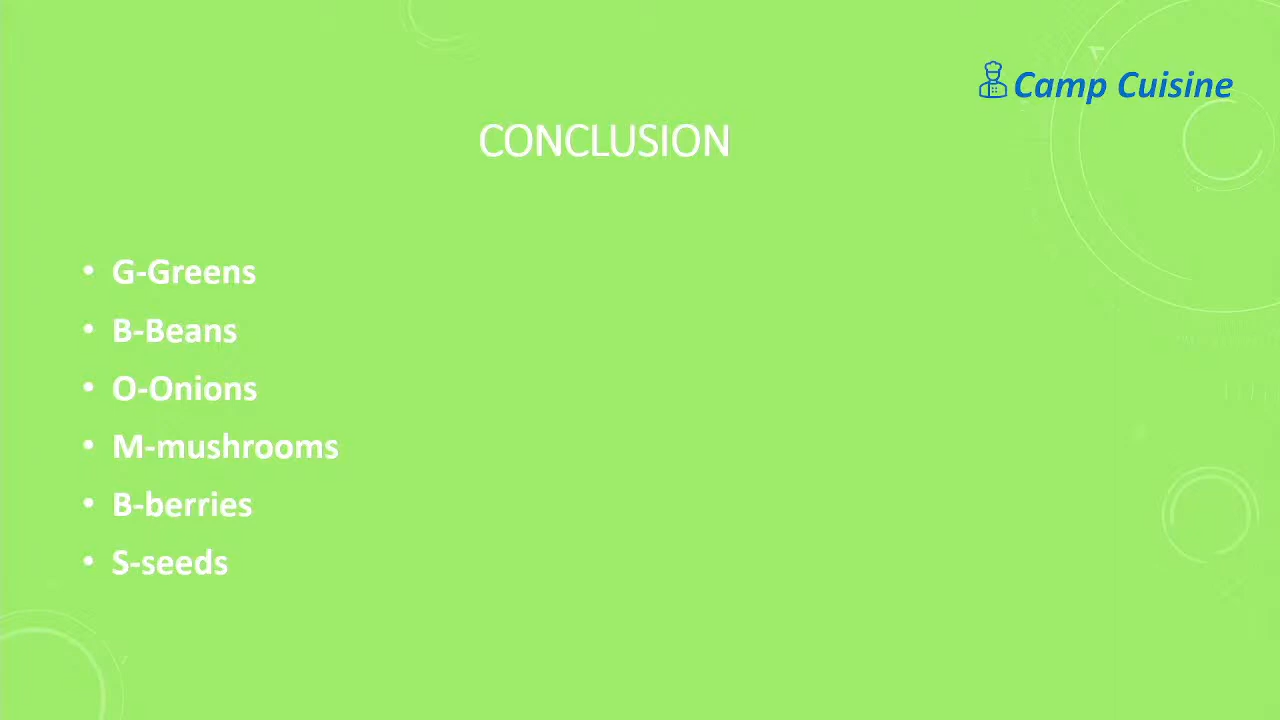 Camp Cuisine
CONCLUSION
• G-Greens
• B-Beans
• O-Onions
• M-mushrooms
• B-berries
• S-seeds